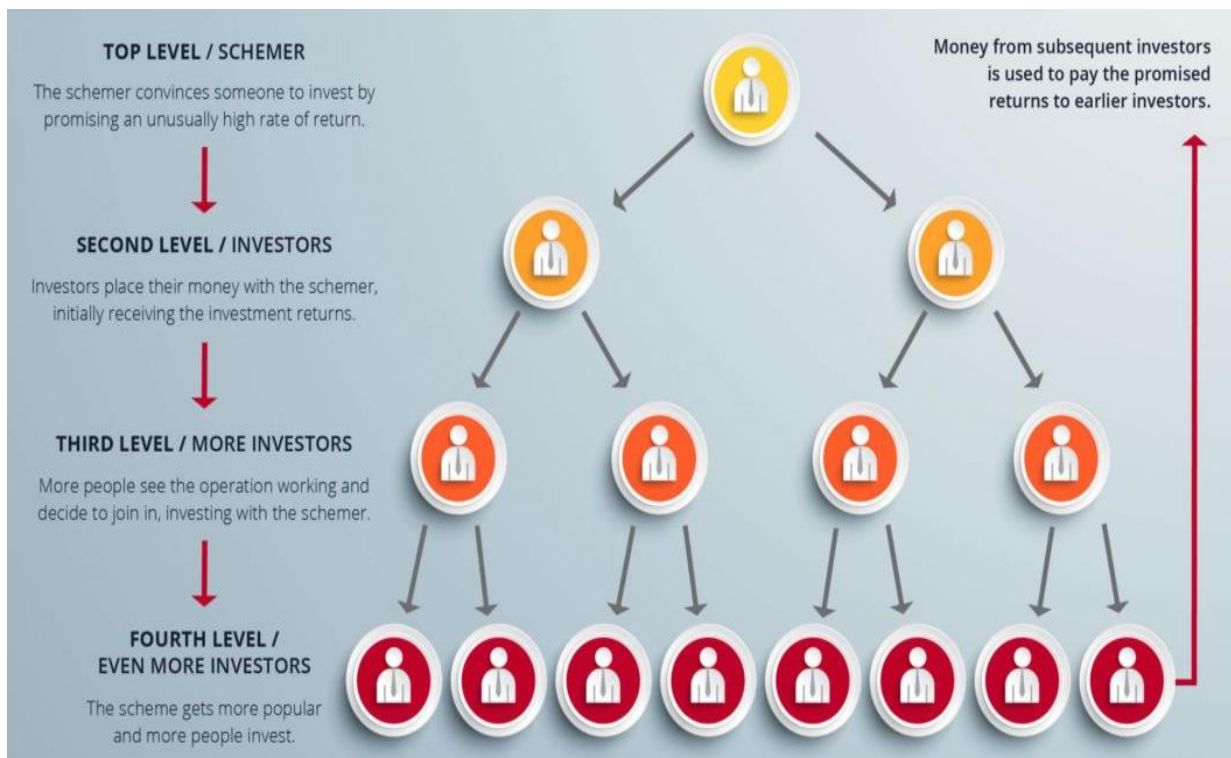 TOP LEVEL / SCHEMER
The schemer convinces someone to invest by
promising an unusually high rate of return.
SECOND LEVEL / INVESTORS
Investors place their money with the schemer,
initially receiving the investment returns.
THIRD LEVEL / MORE INVESTORS
More people see the operation working and
decide to join in, investing with the schemer.
FOURTH LEVEL /
EVEN MORE INVESTORS
The scheme gets more popular
and more people invest.
Money from subsequent investors
is used to pay the promised
returns to earlier investors.